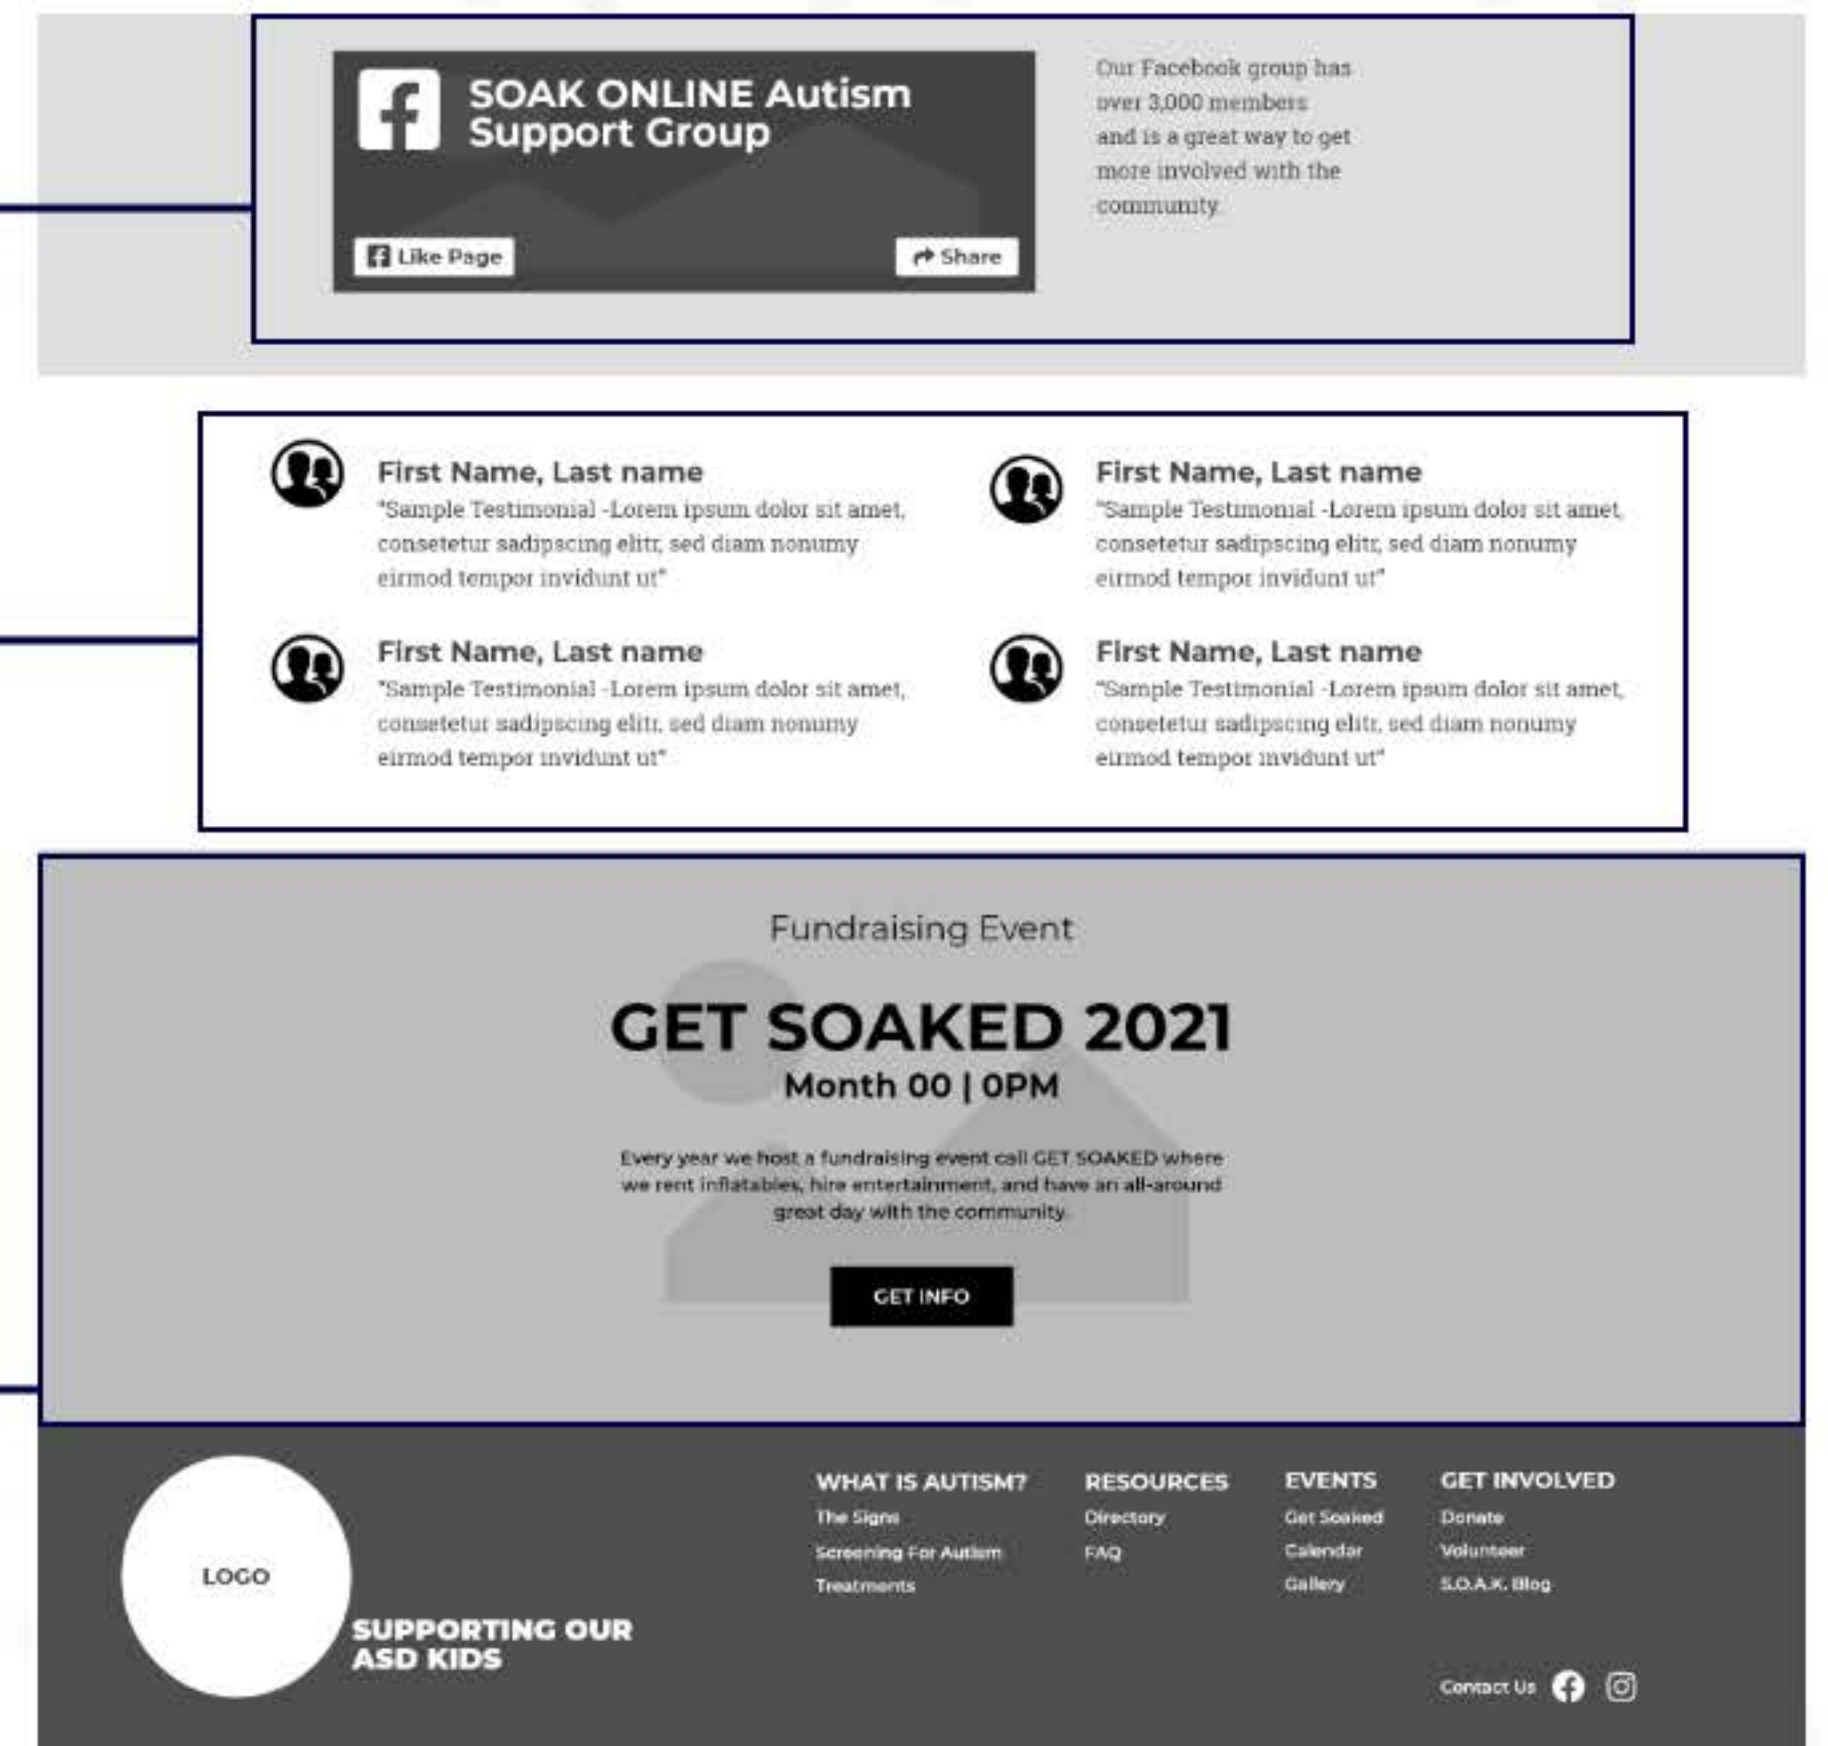 SOAK ONLINE Autism
Support Group
Like Page
Share
Our Facebook group has
over 3,000 members
and is a great way to get
more involved with the
community.
First Name, Last name
"Sample Testimonial -Lorem ipsum dolor sit amet,
consetetur sadipscing elitr, sed diam nonumy
eirmod tempor invidunt ut"
First Name, Last name
"Sample Testimonial -Lorem ipsum dolor sit amet,
consetetur sadipscing elitr, sed diam nonumy
eirmod tempor invidunt ut"
First Name, Last name
"Sample Testimonial -Lorem ipsum dolor sit amet,
consetetur sadipscing elitr, sed diam nonumy
eirmod tempor invidunt ut"
First Name, Last name
"Sample Testimonial -Lorem ipsum dolor sit amet,
consetetur sadipscing elitr, sed diam nonumy
eirmod tempor invidunt ut"
Fundraising Event
GET SOAKED 2021
Month 00 | 0PM
Every year we host a fundraising event call GET SOAKED where
we rent inflatables, hire entertainment, and have an all-around
great day with the community.
GET INFO
LOGO
SUPPORTING OUR
ASD KIDS
WHAT IS AUTISM?
The Signs
Screening For Autism
Treatments
RESOURCES
Directory
FAQ
EVENTS
Get Soaked
Calendar
Gallery
GET INVOLVED
Donate
Volunteer
S.O.A.K. Blog
Contact Us